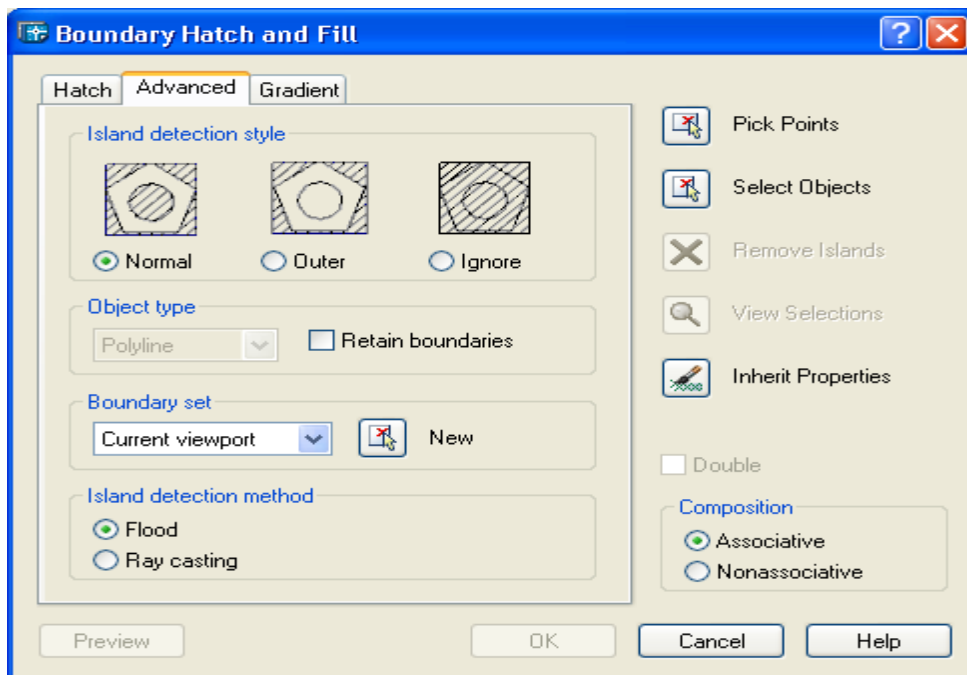 Boundary Hatch and Fill
Hatch Advanced Gradient
Island detection style
Normal Outer Ignore
Object type
Polyline Retain boundaries
Boundary set
Current viewport New
Island detection method
Flood
Ray casting
Pick Points
Select Objects
Remove Islands
View Selections
Inherit Properties
Double
Composition
Associative
Nonassociative
Preview OK Cancel Help